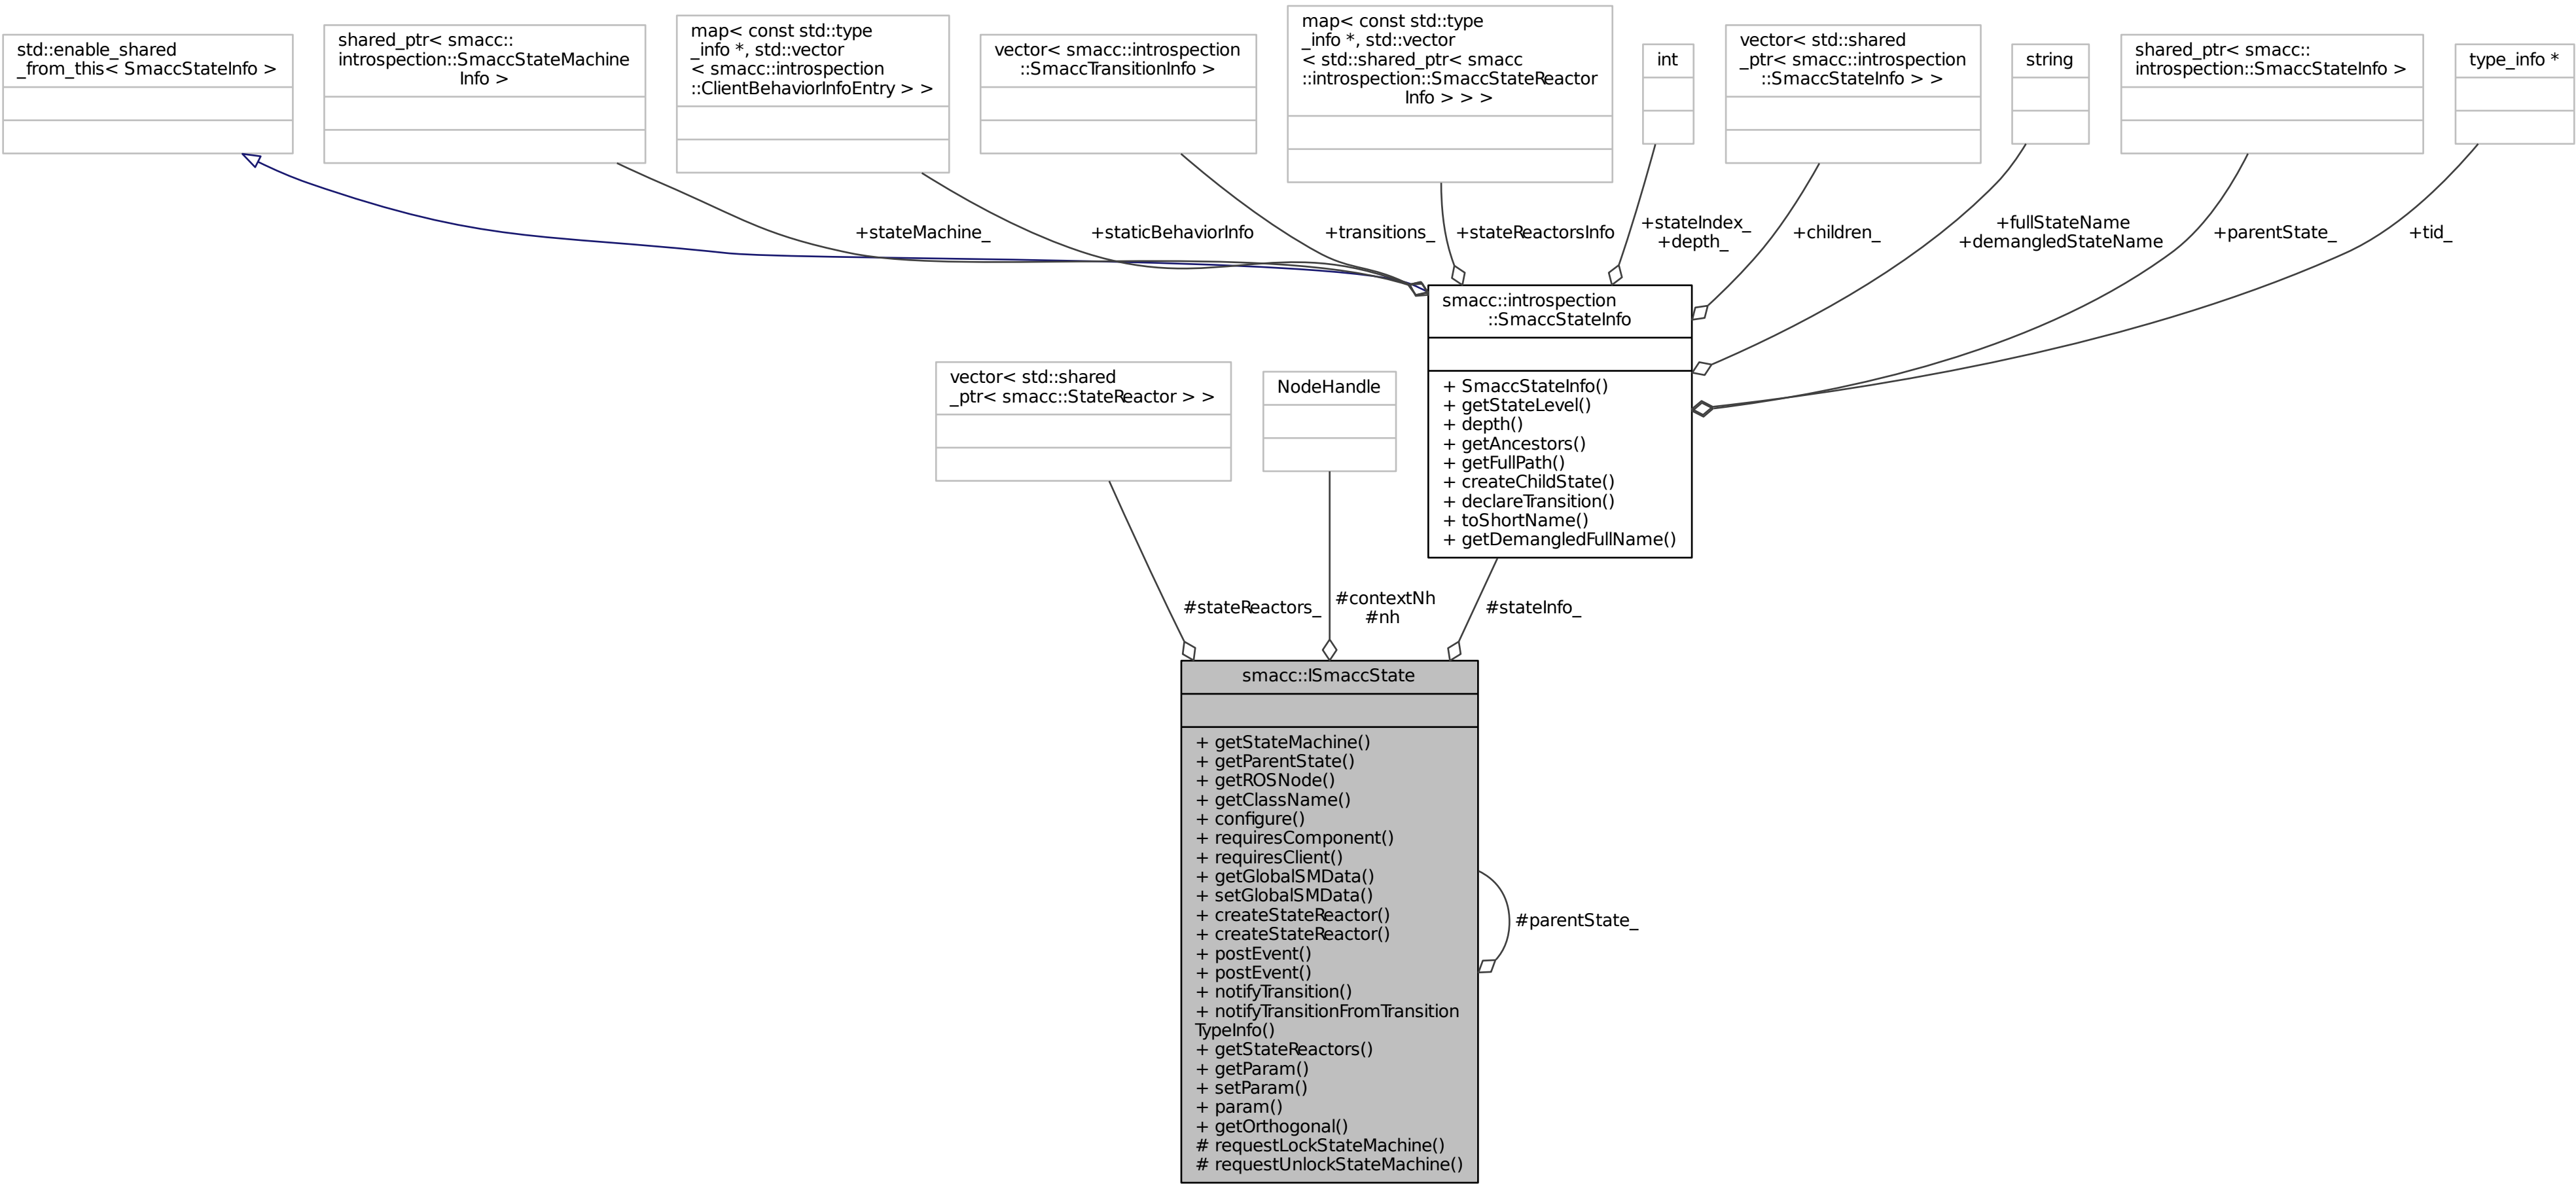 std::enable_shared
_from_this< SmaccStateInfo >
shared_ptr< smacc::
introspection::SmaccStateMachine
Info >
map< const std::type
_info *, std::vector
< smacc::introspection
::ClientBehaviorInfoEntry > >
vector< smacc::introspection
::SmaccTransitionInfo >
map< const std::type
_info *, std::vector
< std::shared_ptr< smacc
::introspection::SmaccStateReactor
Info > > >
int
vector< std::shared
_ptr< smacc::introspection
::SmaccStateInfo > >
string
shared_ptr< smacc::
introspection::SmaccStateInfo >
type_info *
+stateMachine_
+staticBehaviorInfo
+transitions_
+stateReactorsInfo
+stateIndex_
+depth_
+children_
+fullStateName
+demangledStateName
+parentState_
+tid_
smacc::introspection
::SmaccStateInfo
+ SmaccStateInfo()
+ getStateLevel()
+ depth()
+ getAncestors()
+ getFullPath()
+ createChildState()
+ declareTransition()
+ toShortName()
+ getDemangledFullName()
vector< std::shared
_ptr< smacc::StateReactor > >
NodeHandle
#stateReactors_
#contextNh
#nh
#stateInfo_
smacc::ISmaccState
+ getStateMachine()
+ getParentState()
+ getROSNode()
+ getClassName()
+ configure()
+ requiresComponent()
+ requiresClient()
+ getGlobalSMData()
+ setGlobalSMData()
+ createStateReactor()
+ createStateReactor()
+ postEvent()
+ postEvent()
+ notifyTransition()
+ notifyTransitionFromTransition
TypeInfo()
+ getStateReactors()
+ getParam()
+ setParam()
+ param()
+ getOrthogonal()
# requestLockStateMachine()
# requestUnlockStateMachine()
#parentState_